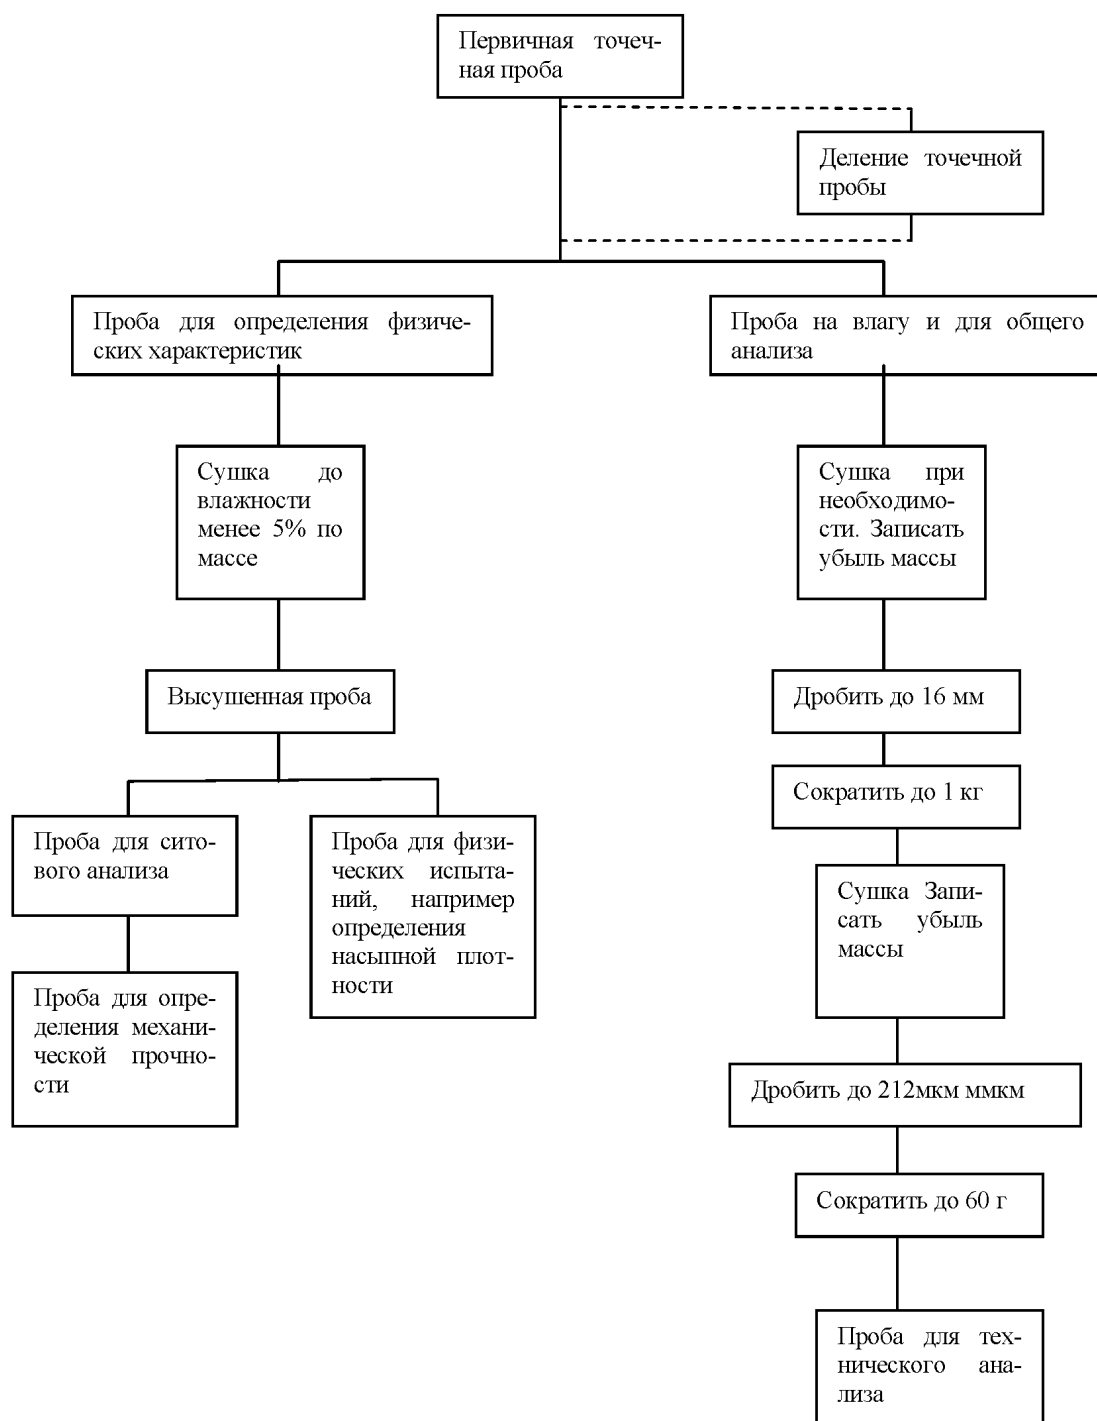 Первичная точеч-
ная проба
Деление точечной
пробы
Проба для определения физиче-
ских характеристик
Проба на влагу и для общего
анализа
Сушка до
влажности
менее 5% по
массе
Сушка при
необходимо-
сти. Записать
убыль массы
Высушенная проба
Дробить до 16 мм
Сократить до 1 кг
Проба для сито-
вого анализа
Проба для физи-
ческих испыта-
ний, например
определения
насыпной плот-
ности
Сушка Запи-
сать убыль
массы
Проба для опре-
деления механи-
ческой прочно-
сти
Дробить до 212мкм ммкм
Сократить до 60 г
Проба для тех-
нического ана-
лиза